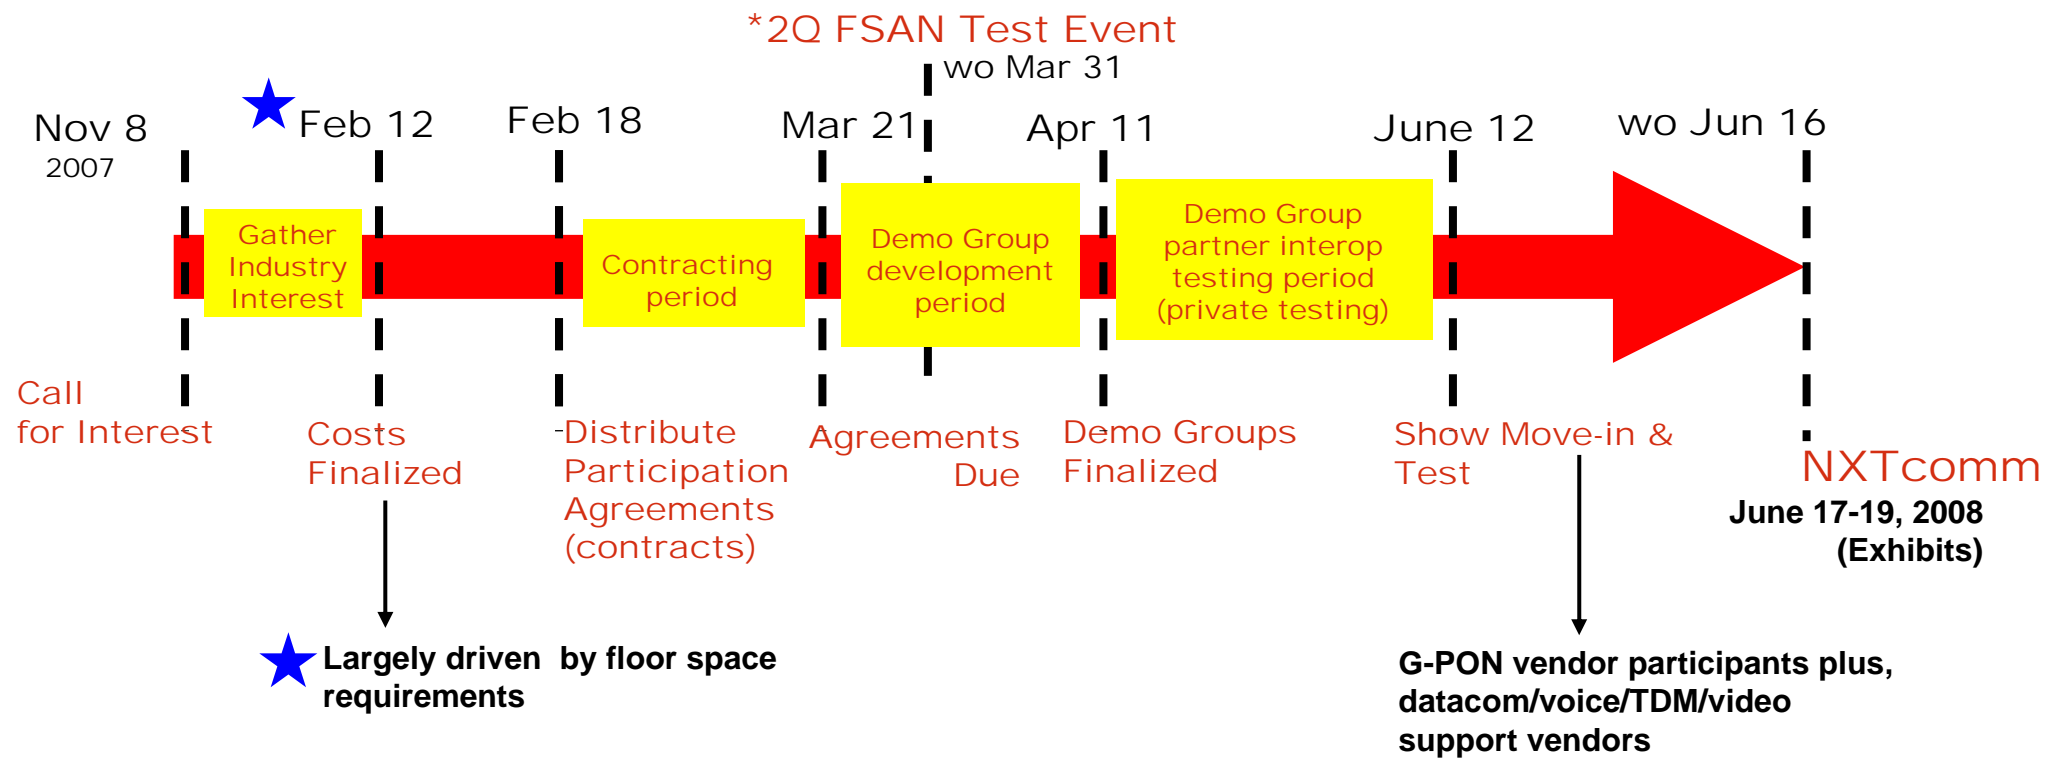 *2Q FSAN Test Event
wo Mar 31
Nov 8
2007
Feb 12
Feb 18
Mar 21
Apr 11
June 12
wo Jun 16
Gather
Industry
Interest
Contracting
period
Demo Group
development
period
Demo Group
partner interop
testing period
(private testing)
Call
for Interest
Costs
Finalized
Distribute
Participation
Agreements
(contracts)
Agreements
Due
Demo Groups
Finalized
Show Move-in &
Test
NXTcomm
June 17-19, 2008
(Exhibits)
Largely driven by floor space
requirements
G-PON vendor participants plus,
datacom/voice/TDM/video
support vendors